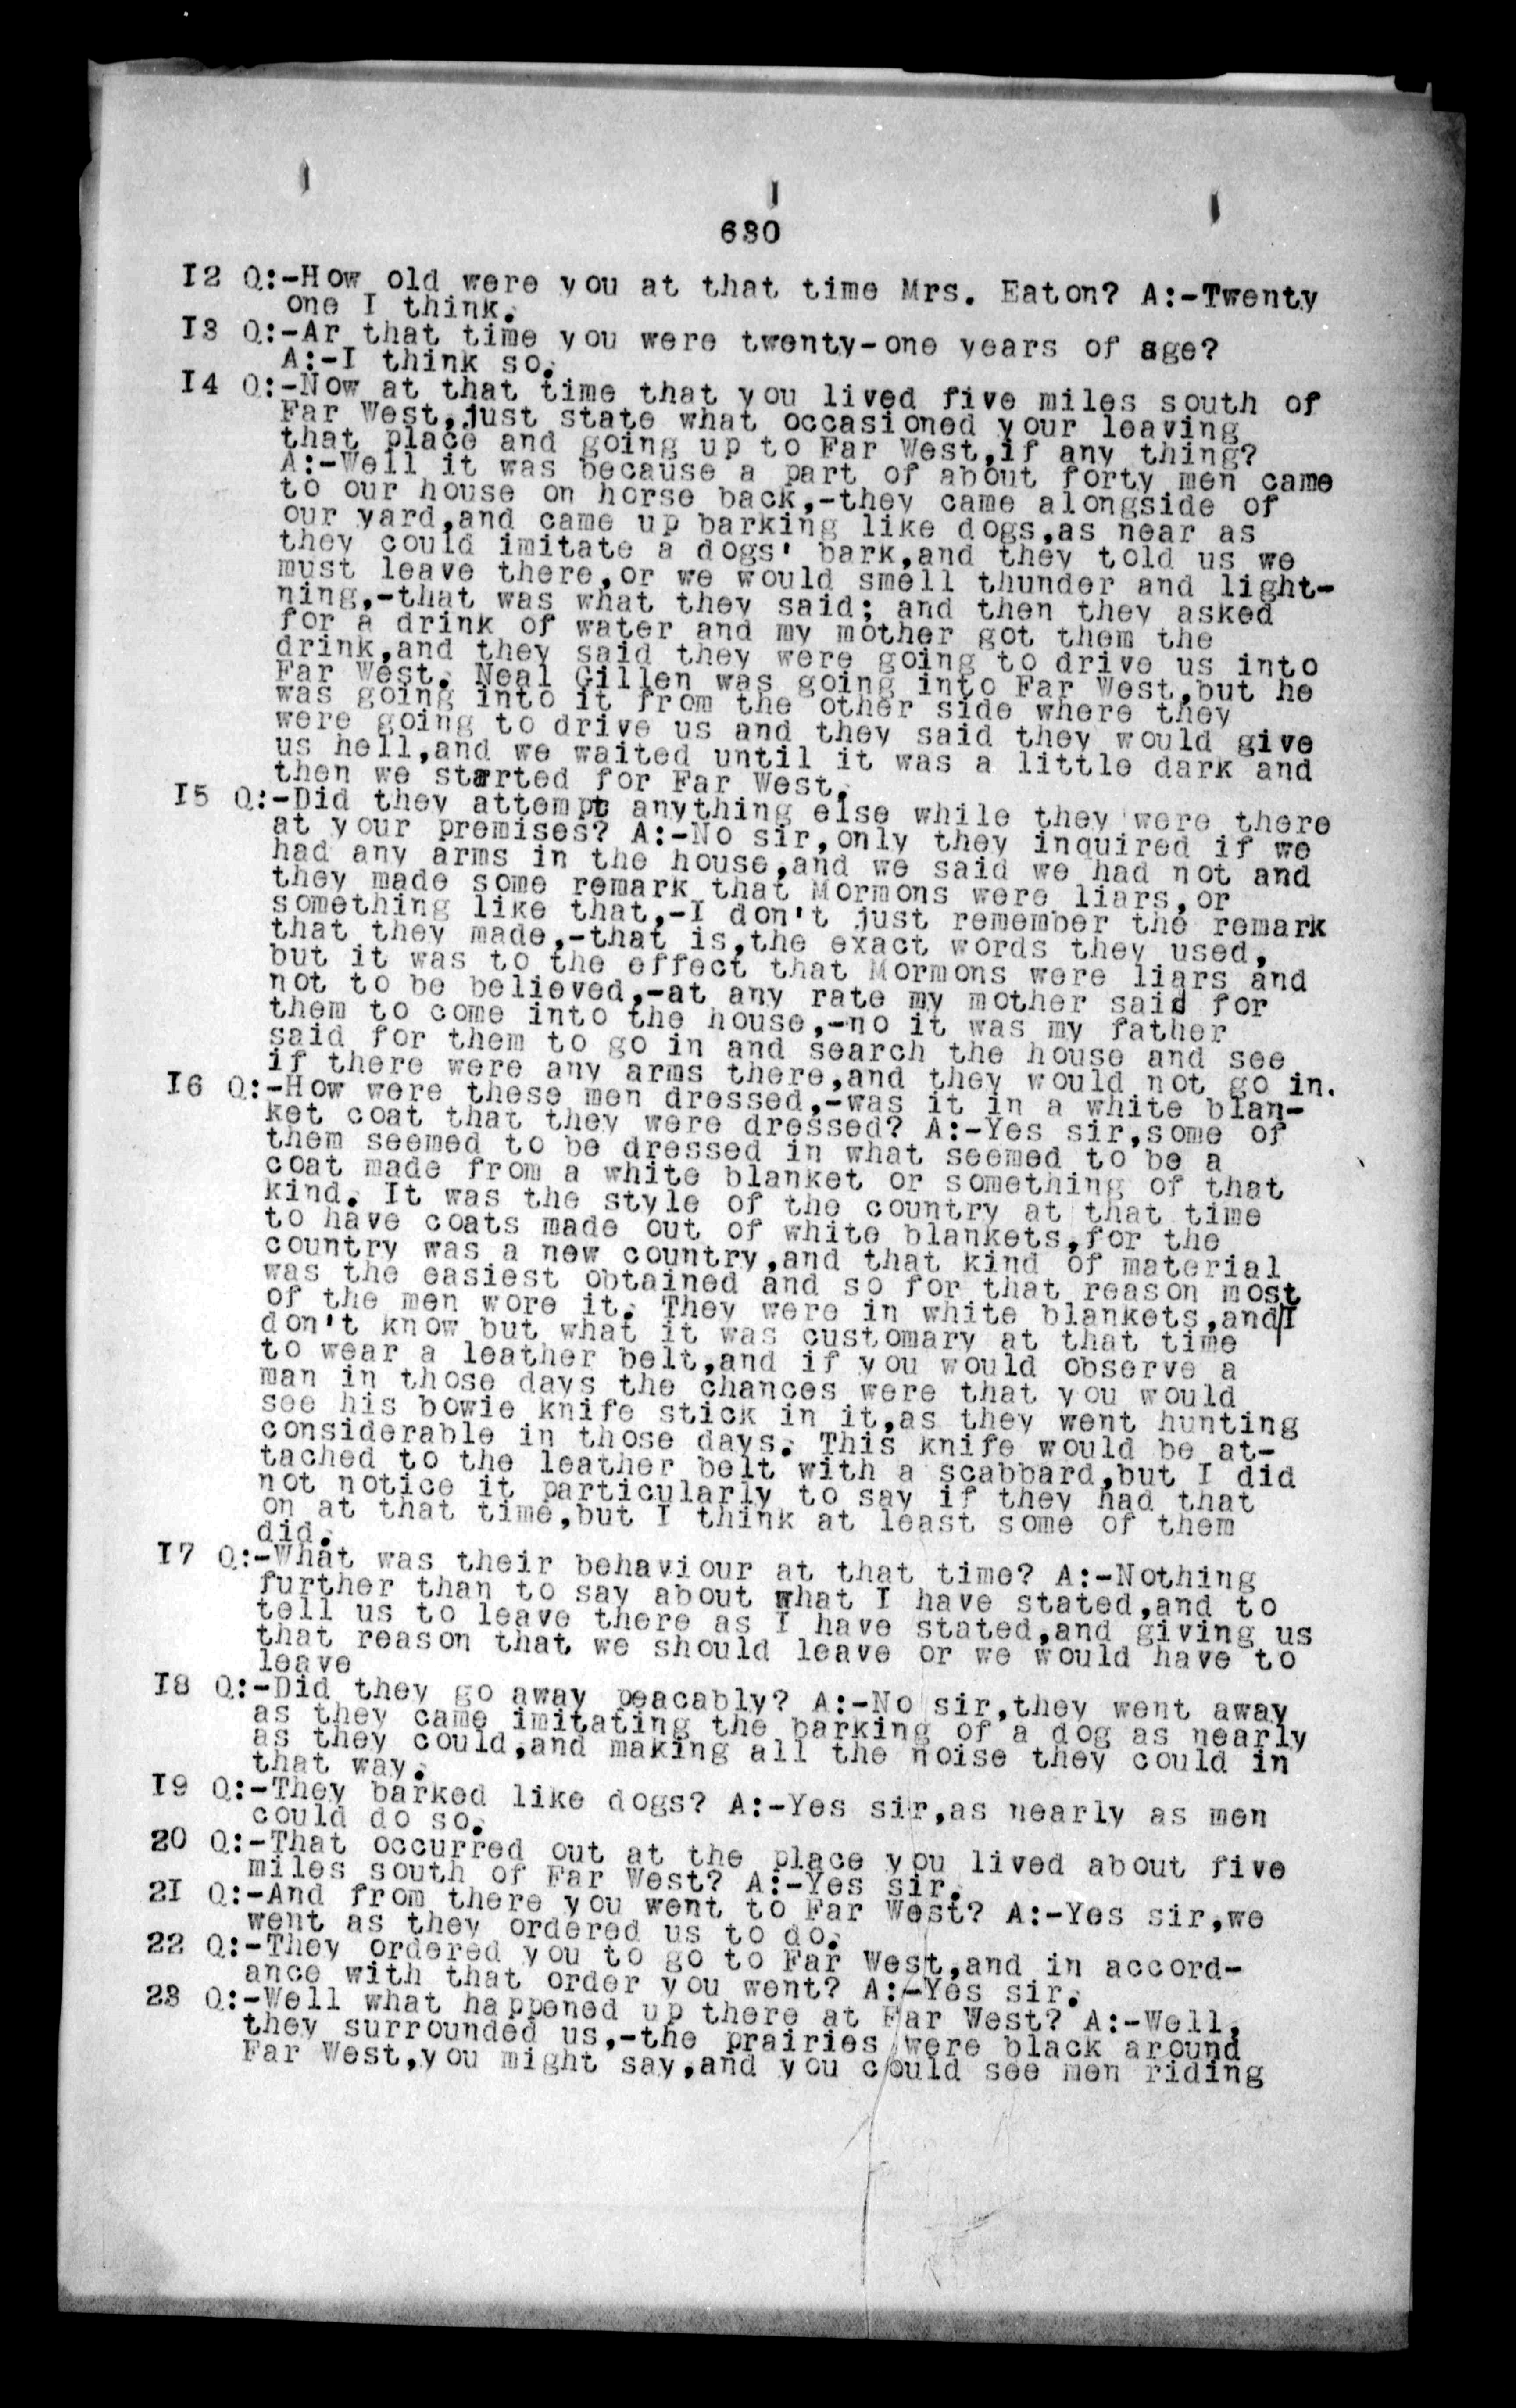 630
I2 Q:-How old were you at that time Mrs. Eaton? A:-Twenty
one I think.
I3 Q:-Ar that time you were twenty-one years of age?
A:-I think so.
I4 Q:-Now at that time that you lived five miles south of
Far West,just state what occasioned your leaving
that place and going up to Far West,if any thing?
A:-Well it was because a part of about forty men came
to our house on horse back,-they came alongside of
our yard,and came up barking like dogs,as near as
they could imitate a dogs' bark,and they told us we
must leave there,or we would smell thunder and light-
ning,-that was what they said; and then they asked
for a drink of water and my mother got them the
drink,and they said they were going to drive us into
Far West. Neal Gillen was going into Far West,but he
was going into it from the other side where they
were going to drive us and they said they would give
us hell,and we waited until it was a little dark and
then we started for Far West.
I5 Q:-Did they attempt anything else while they were there
at your premises? A:-No sir,only they inquired if we
had any arms in the house,and we said we had not and
they made some remark that Mormons were liars,or
something like that,-I don't just remember the remark
that they made,-that is,the exact words they used,
but it was to the effect that Mormons were liars and
not to be believed,-at any rate my mother said for
them to come into the house,-no it was my father
said for them to go in and search the house and see
if there were any arms there,and they would not go in.
I6 Q:-How were these men dressed,-was it in a white blan-
ket coat that they were dressed? A:-Yes sir,some of
them seemed to be dressed in what seemed to be a
coat made from a white blanket or something of that
kind. It was the style of the country at that time
to have coats made out of white blankets,for the
country was a new country,and that kind of material
was the easiest obtained and so for that reason most
of the men wore it. They were in white blankets,and/I
don't know but what it was customary at that time
to wear a leather belt,and if you would observe a
man in those days the chances were that you would
see his bowie knife stick in it,as they went hunting
considerable in those days. This knife would be at-
tached to the leather belt with a scabbard,but I did
not notice it particularly to say if they had that
on at that time,but I think at least some of them
did.
I7 Q:-What was their behaviour at that time? A:-Nothing
further than to say about what I have stated,and to
tell us to leave there as I have stated,and giving us
that reason that we should leave or we would have to
leave
I8 Q:-Did they go away peacably? A:-No sir,they went away
as they came imitating the barking of a dog as nearly
as they could,and making all the noise they could in
that way.
I9 Q:-They barked like dogs? A:-Yes sir,as nearly as men
could do so.
20 Q:-That occurred out at the place you lived about five
miles south of Far West? A:-Yes sir.
2I Q:-And from there you went to Far West? A:-Yes sir,we
went as they ordered us to do.
22 Q:-They ordered you to go to Far West,and in accord-
ance with that order you went? A:-Yes sir.
23 Q:-Well what happened up there at Far West? A:-Well,
they surrounded us,-the prairies were black around
Far West,you might say,and you could see men riding